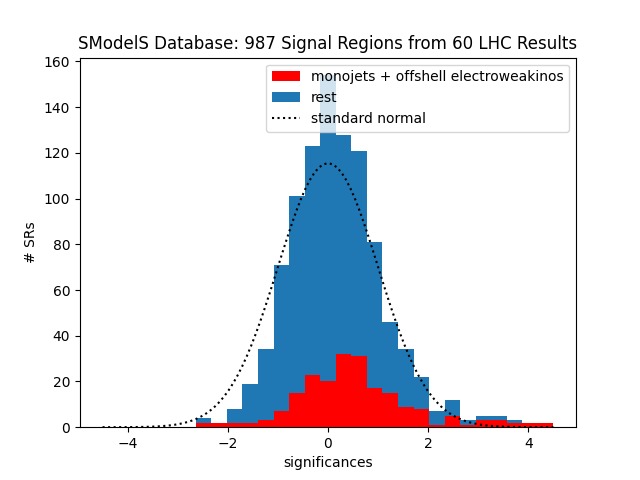 SModelS Database: 987 Signal Regions from 60 LHC Results
monojets + offshell electroweakinos
rest
standard normal
# SRs
160
140
120
100
80
60
40
20
0
−4
−2
0
2
4
significances